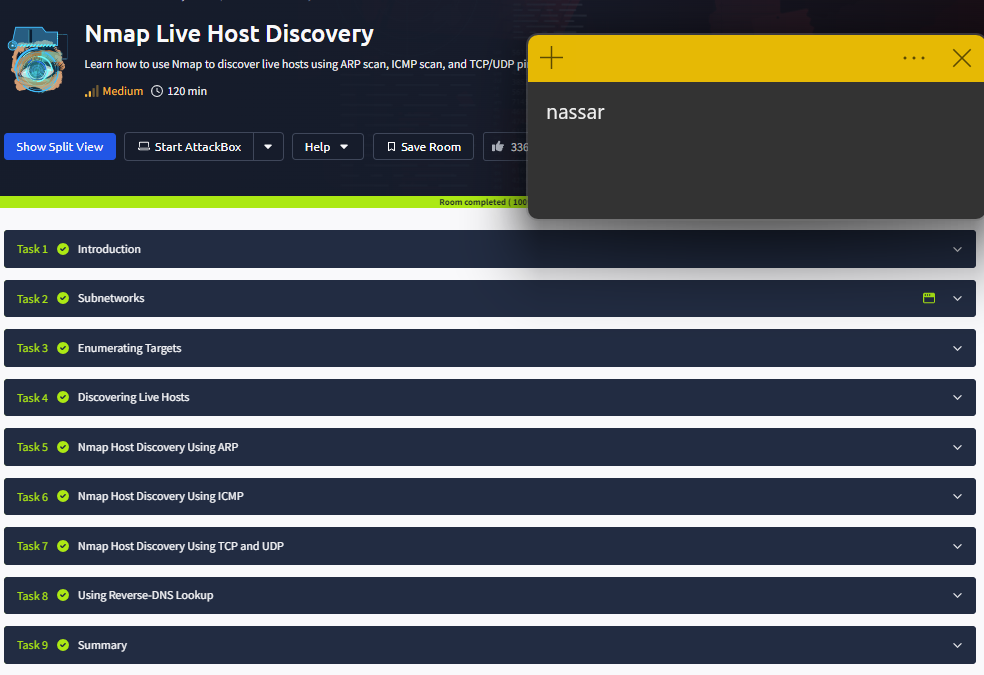 Nmap Live Host Discovery
Learn how to use Nmap to discover live hosts using ARP scan, ICMP scan, and TCP/UDP
Medium 120 min
nassar
Show Split View Start AttackBox Help Save Room 336
Room completed ( 100
Task 1 Introduction
Task 2 Subnetworks
Task 3 Enumerating Targets
Task 4 Discovering Live Hosts
Task 5 Nmap Host Discovery Using ARP
Task 6 Nmap Host Discovery Using ICMP
Task 7 Nmap Host Discovery Using TCP and UDP
Task 8 Using Reverse-DNS Lookup
Task 9 Summary